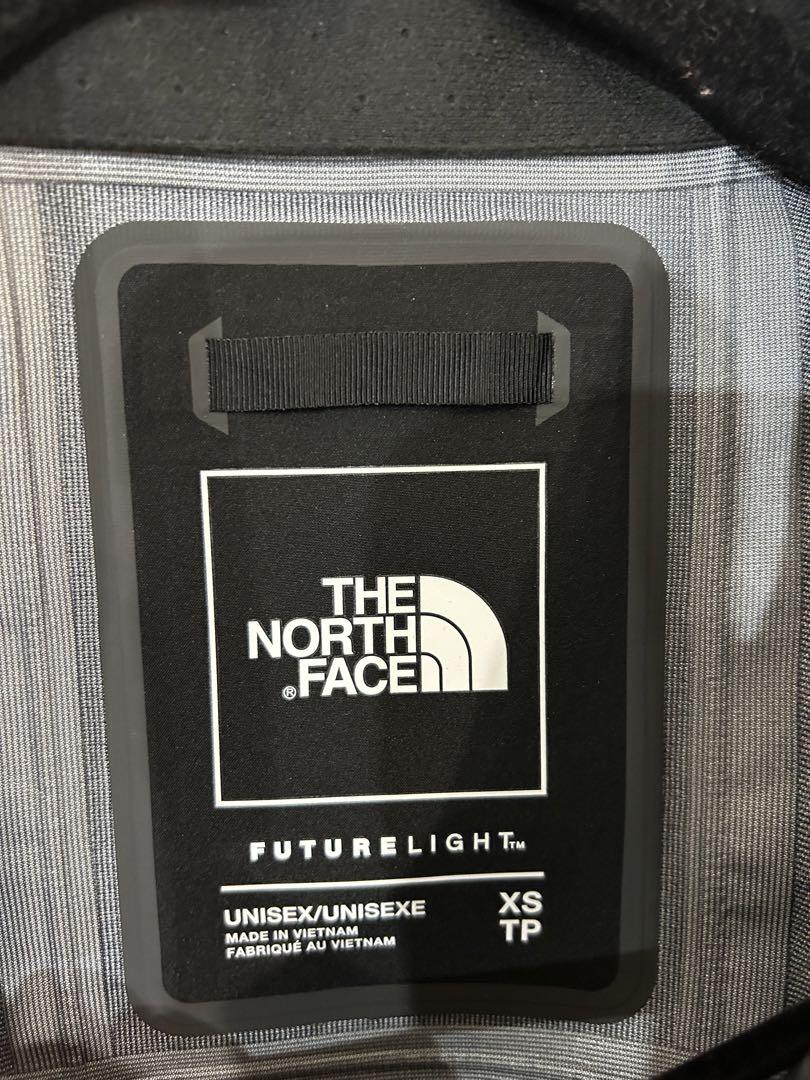 THE
NORTH
®FACE
FUTURELIGHT™
UNISEX/UNISEXE XS
MADE IN VIETNAM TP
FABRIQUÉ AU VIETNAM